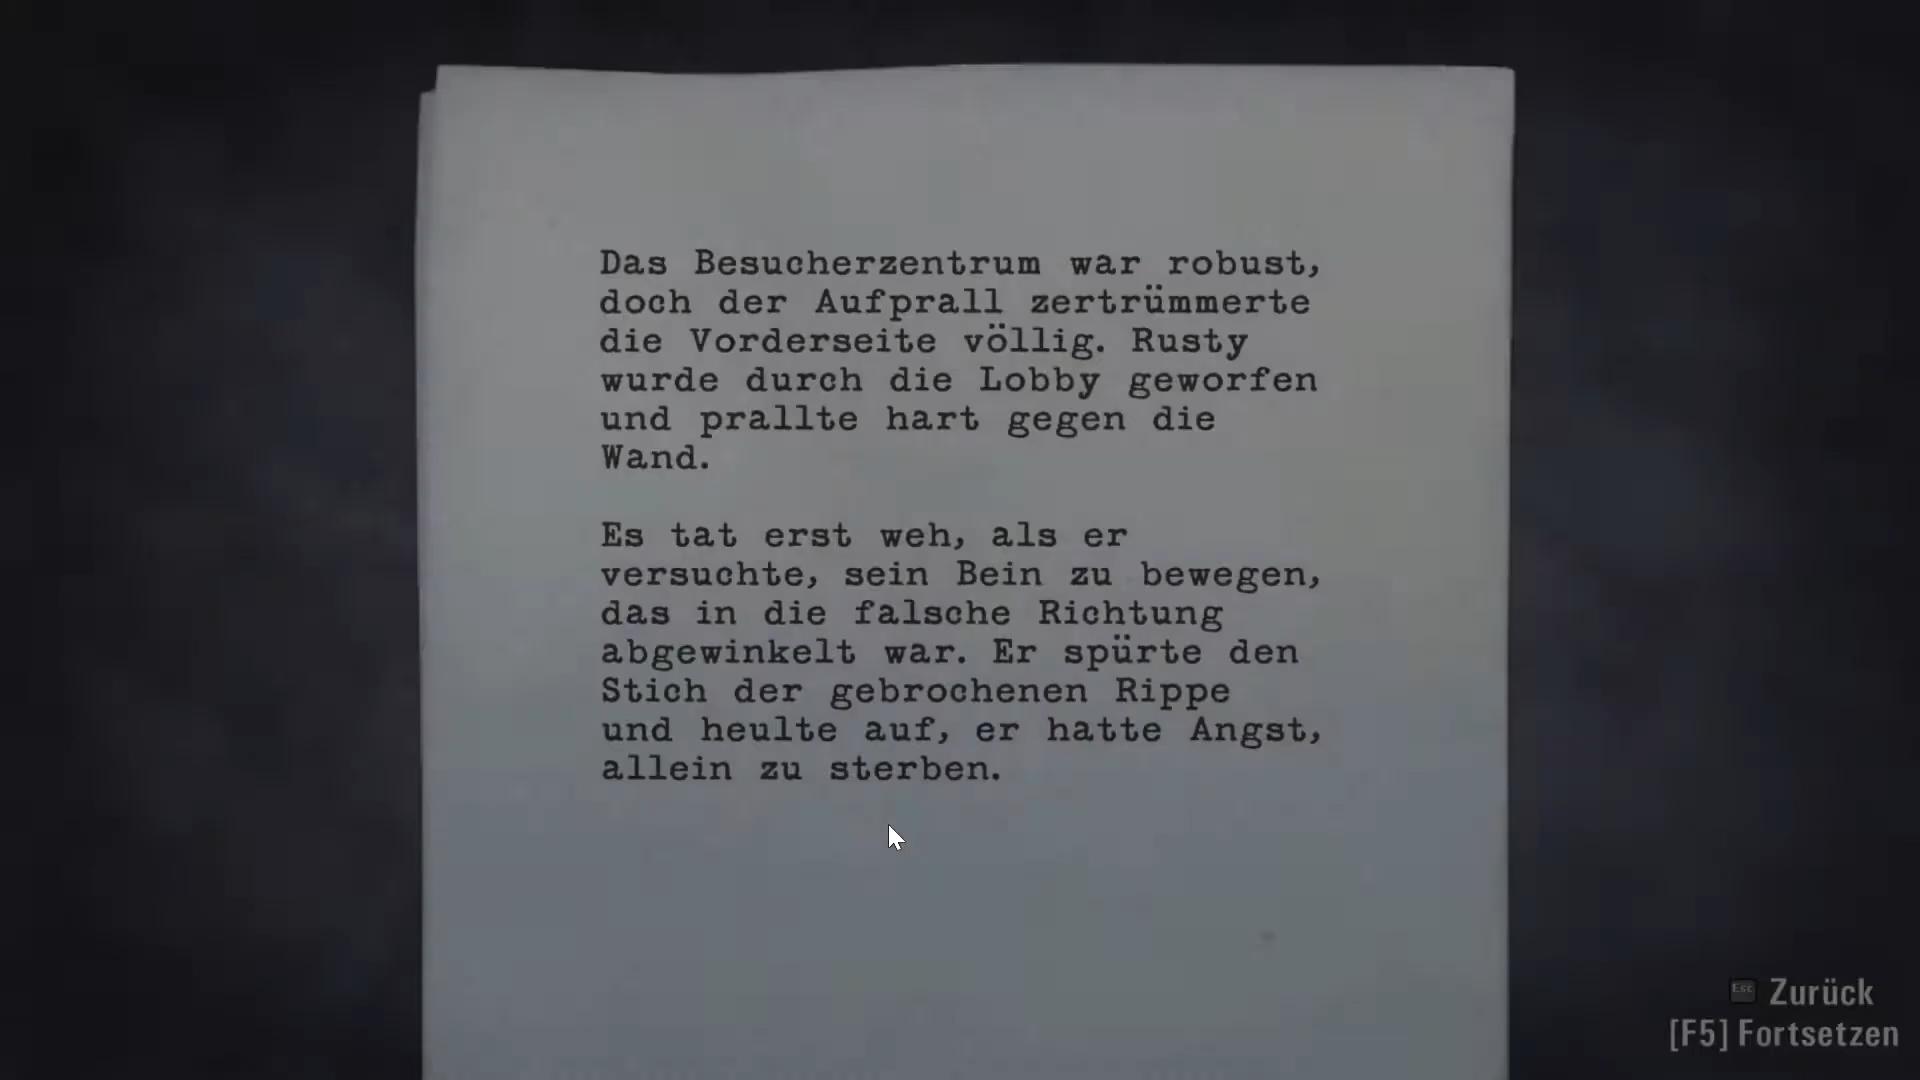 Das Besucherzentrum war robust,
doch der Aufprall zertrümmerte
die Vorderseite völlig. Rusty
wurde durch die Lobby geworfen
und prallte hart gegen die
Wand.
Es tat erst weh, als er
versuchte, sein Bein zu bewegen,
das in die falsche Richtung
abgewinkelt war. Er spürte den
Stich der gebrochenen Rippe
und heulte auf, er hatte Angst,
allein zu sterben.
Esc Zurück
[F5] Fortsetzen